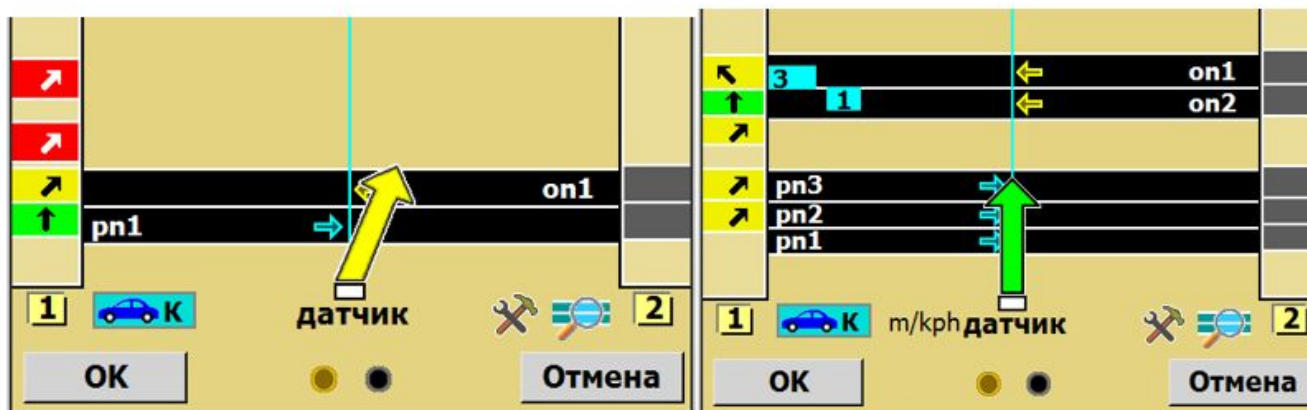 on1
pn1
1
K
датчик
2
OK
Отмена
3
on1
1
on2
pn3
pn2
pn1
1
K
m/kph датчик
2
OK
Отмена